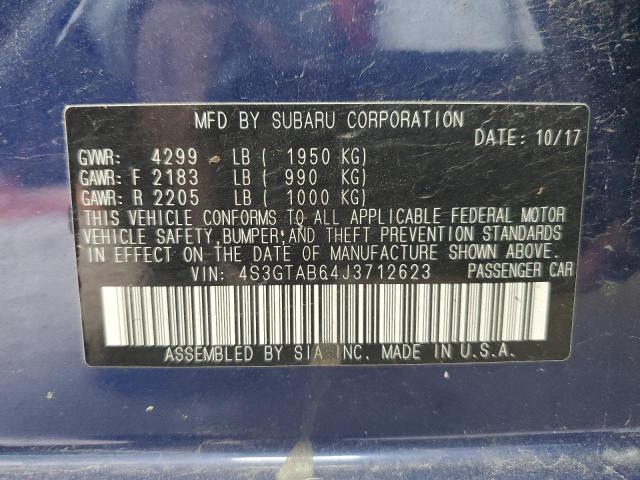 MFD BY SUBARU CORPORATION
DATE: 10/17
GVWR: 4299 LB ( 1950 KG)
GAWR: F 2183 LB ( 990 KG)
GAWR: R 2205 LB ( 1000 KG)
THIS VEHICLE CONFORMS TO ALL APPLICABLE FEDERAL MOTOR
VEHICLE SAFETY, BUMPER, AND THEFT PREVENTION STANDARDS
IN EFFECT ON THE DATE OF MANUFACTURE SHOWN ABOVE.
VIN: 4S3GTAB64J3712623 PASSENGER CAR
ASSEMBLED BY SIA INC. MADE IN U.S.A.